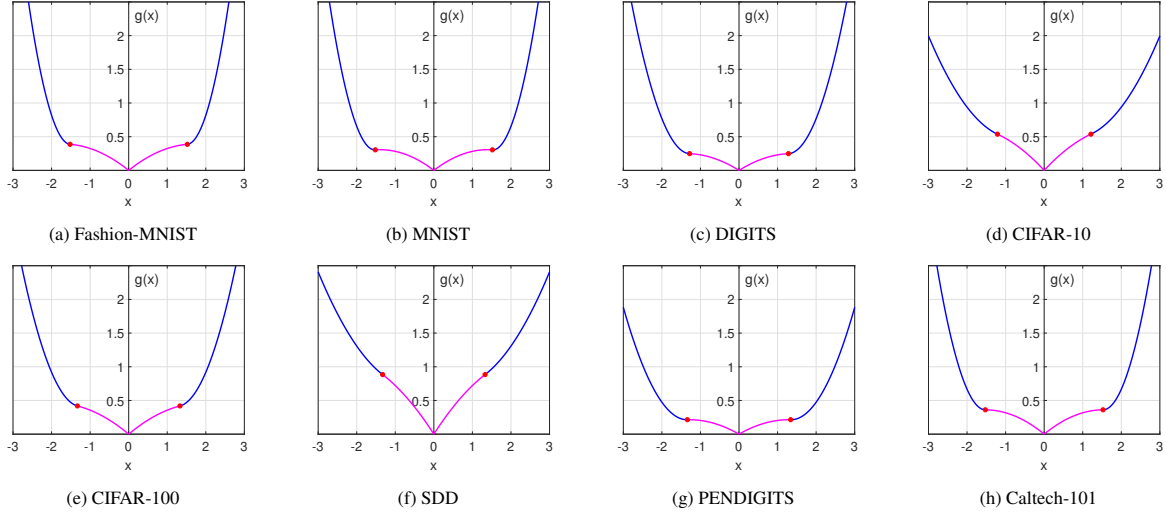 g(x)
2
1.5
1
0.5
-3 -2 -1 0 1 2 3
x
(a) Fashion-MNIST
g(x)
2
1.5
1
0.5
-3 -2 -1 0 1 2 3
x
(b) MNIST
g(x)
2
1.5
1
0.5
-3 -2 -1 0 1 2 3
x
(c) DIGITS
g(x)
2
1.5
1
0.5
-3 -2 -1 0 1 2 3
x
(d) CIFAR-10
g(x)
2
1.5
1
0.5
-3 -2 -1 0 1 2 3
x
(e) CIFAR-100
g(x)
2
1.5
1
0.5
-3 -2 -1 0 1 2 3
x
(f) SDD
g(x)
2
1.5
1
0.5
-3 -2 -1 0 1 2 3
x
(g) PENDIGITS
g(x)
2
1.5
1
0.5
-3 -2 -1 0 1 2 3
x
(h) Caltech-101